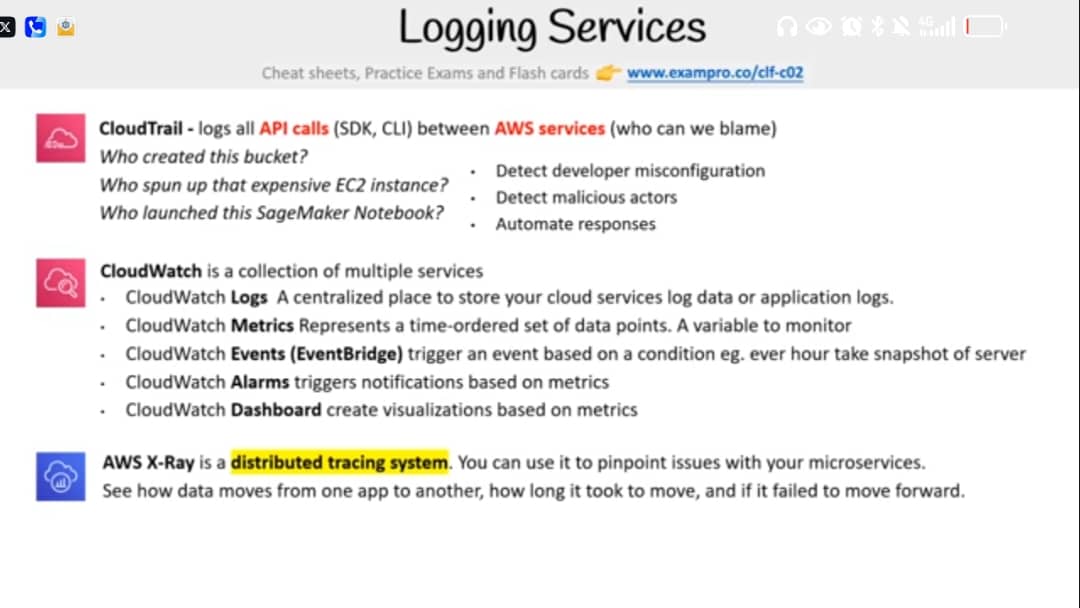 Logging Services
4G
Cheat sheets, Practice Exams and Flash cards 👉 www.exampro.co/clf-c02
CloudTrail - logs all API calls (SDK, CLI) between AWS services (who can we blame)
Who created this bucket?
Who spun up that expensive EC2 instance?
Who launched this SageMaker Notebook?
• Detect developer misconfiguration
• Detect malicious actors
• Automate responses
CloudWatch is a collection of multiple services
• CloudWatch Logs A centralized place to store your cloud services log data or application logs.
• CloudWatch Metrics Represents a time-ordered set of data points. A variable to monitor
• CloudWatch Events (EventBridge) trigger an event based on a condition eg. ever hour take snapshot of server
• CloudWatch Alarms triggers notifications based on metrics
• CloudWatch Dashboard create visualizations based on metrics
AWS X-Ray is a distributed tracing system. You can use it to pinpoint issues with your microservices.
See how data moves from one app to another, how long it took to move, and if it failed to move forward.